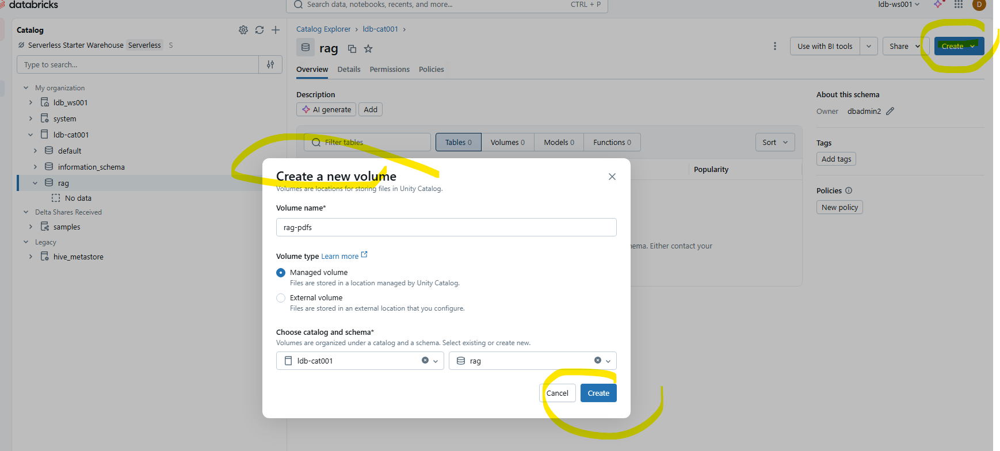 databricks
Search data, notebooks, recents, and more...
CTRL + P
ldb-ws001
D
Catalog
Serverless Starter Warehouse Serverless S
Type to search...
My organization
ldb_ws001
system
ldb-cat001
default
information_schema
rag
No data
Delta Shares Received
samples
Legacy
hive_metastore
Catalog Explorer › ldb-cat001 ›
rag
Use with BI tools
Share
Create
Overview Details Permissions Policies
Description
AI generate
Add
Filter tables
Tables 0
Volumes 0
Models 0
Functions 0
Sort
Popularity
ema. Either contact your
About this schema
Owner dbadmin2
Tags
Add tags
Policies
New policy
Create a new volume
Volumes are locations for storing files in Unity Catalog.
Volume name*
rag-pdfs
Volume type Learn more
Managed volume
Files are stored in a location managed by Unity Catalog.
External volume
Files are stored in an external location that you configure.
Choose catalog and schema*
Volumes are organized under a catalog and a schema. Select existing or create new.
ldb-cat001
rag
Cancel
Create